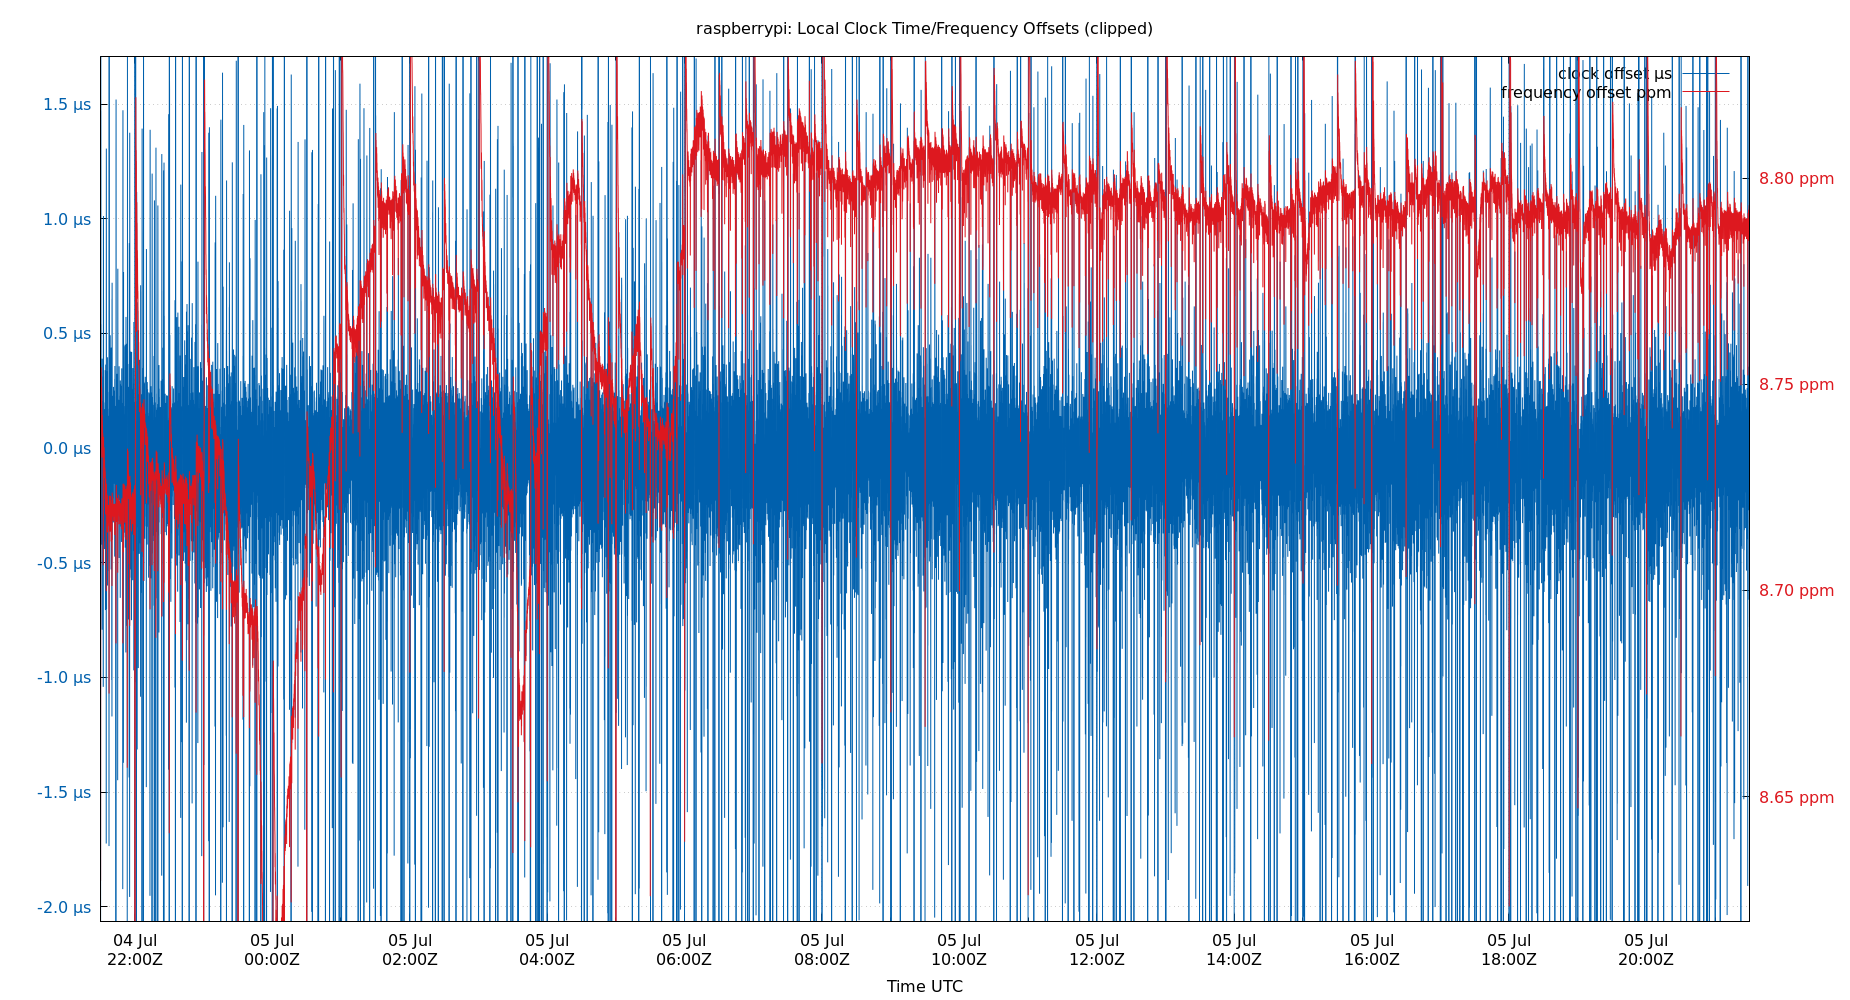 raspberrypi: Local Clock Time/Frequency Offsets (clipped)
clock offset µs
frequency offset ppm
1.5 µs
1.0 µs
0.5 µs
0.0 µs
-0.5 µs
-1.0 µs
-1.5 µs
-2.0 µs
8.80 ppm
8.75 ppm
8.70 ppm
8.65 ppm
04 Jul 05 Jul 05 Jul 05 Jul 05 Jul 05 Jul 05 Jul 05 Jul 05 Jul 05 Jul 05 Jul 05 Jul
22:00Z 00:00Z 02:00Z 04:00Z 06:00Z 08:00Z 10:00Z 12:00Z 14:00Z 16:00Z 18:00Z 20:00Z
Time UTC